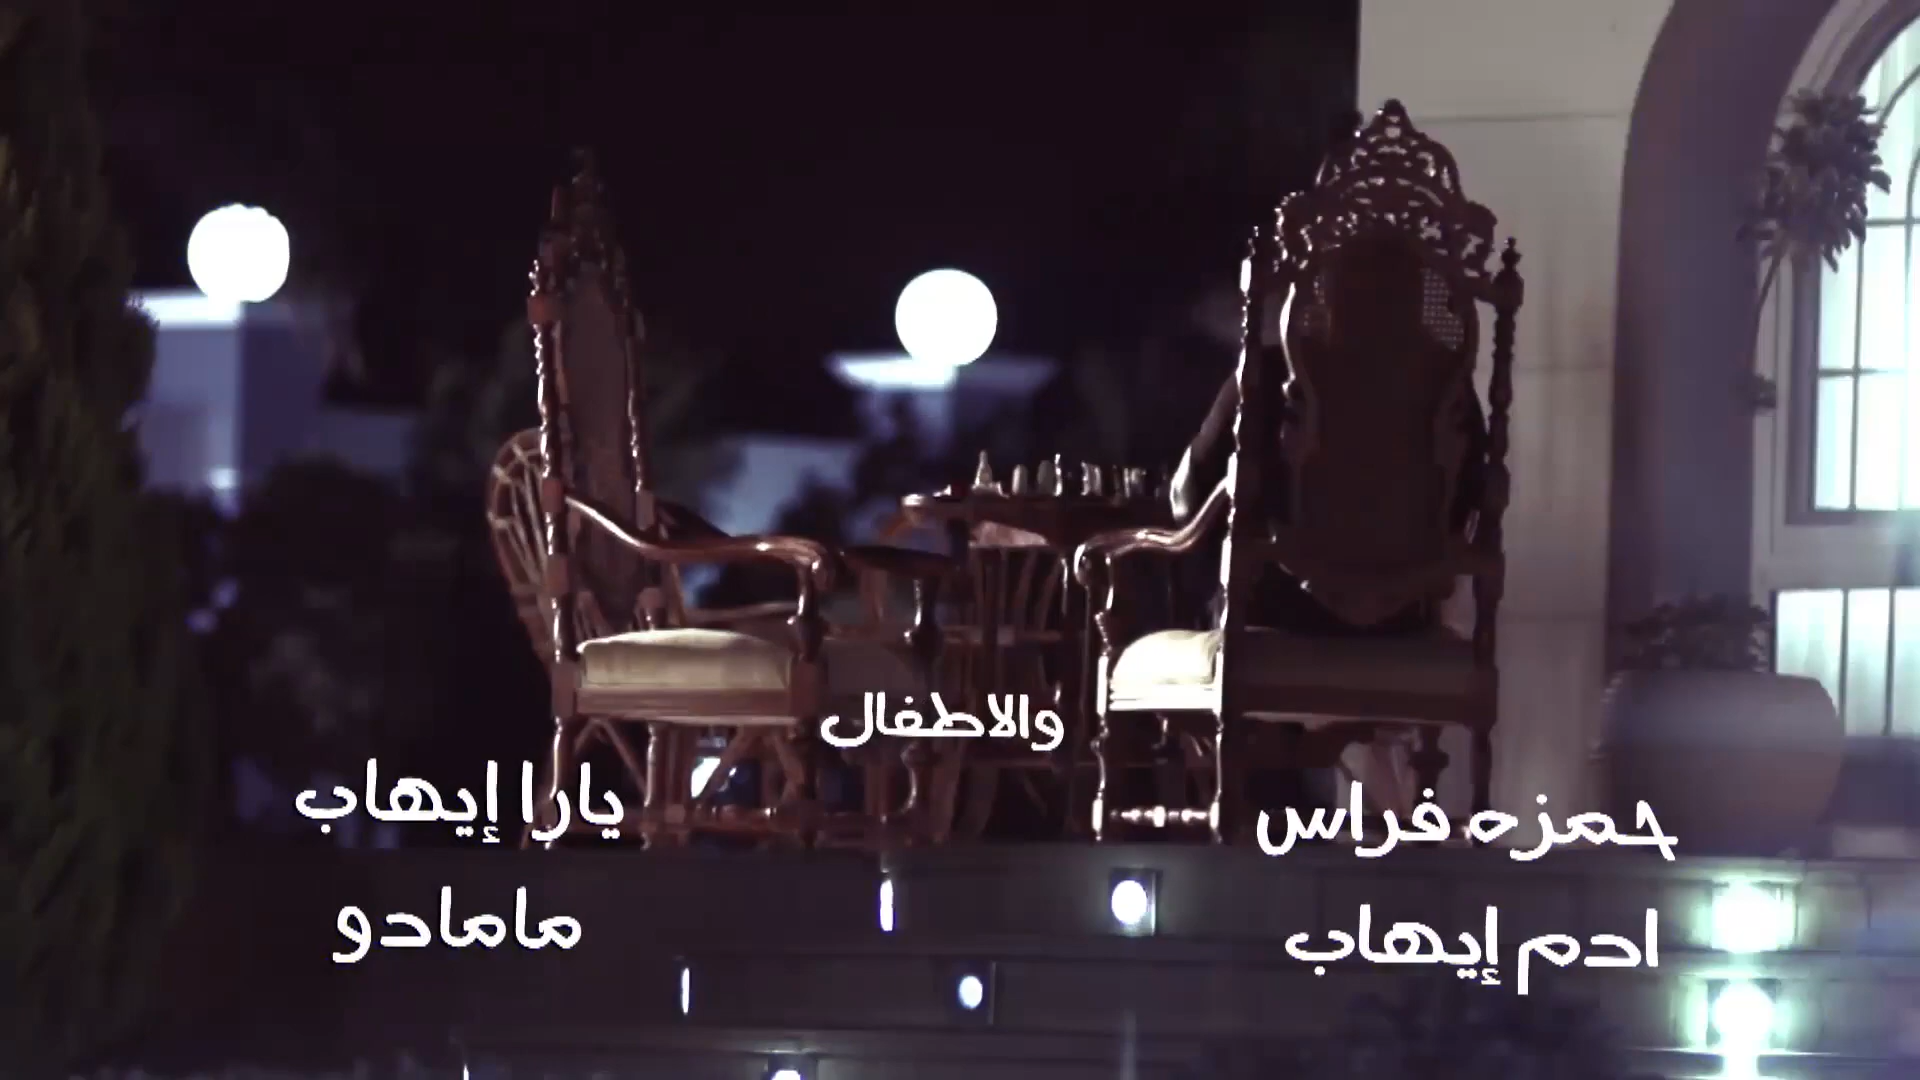 والاطفال
حمزه فراس
يارا إيهاب
ادم إيهاب
مامادو